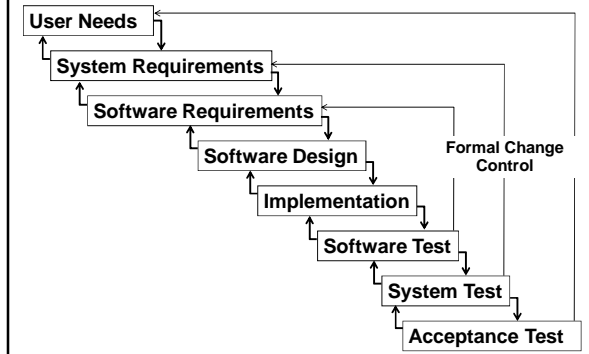 User Needs
System Requirements
Software Requirements
Software Design
Formal Change
Control
Implementation
Software Test
System Test
Acceptance Test